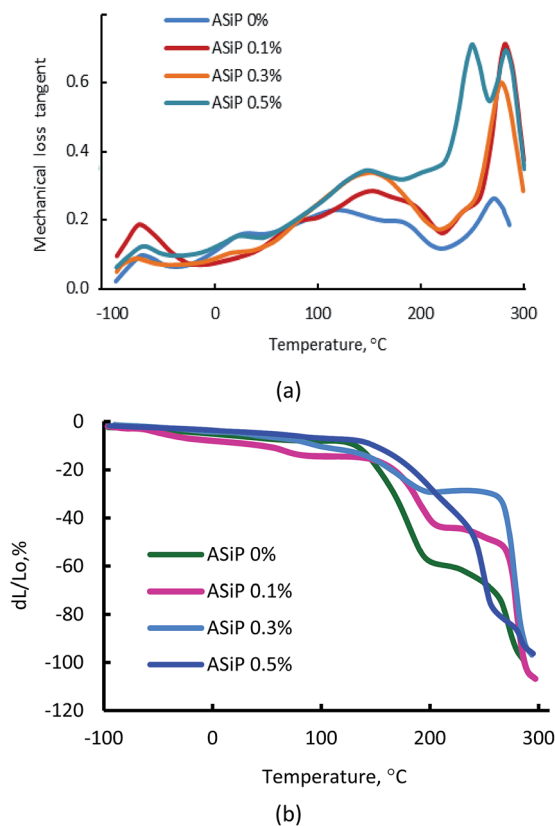 ASiP 0%
ASiP 0.1%
ASiP 0.3%
ASiP 0.5%
Mechanical loss tangent
0.6
0.4
0.2
0.0
-100 0 100 200 300
Temperature, °C
(a)
0
-20
-40
-60
-80
-100
-120
dL/Lo,%
ASiP 0%
ASiP 0.1%
ASiP 0.3%
ASiP 0.5%
-100 0 100 200 300
Temperature, °C
(b)